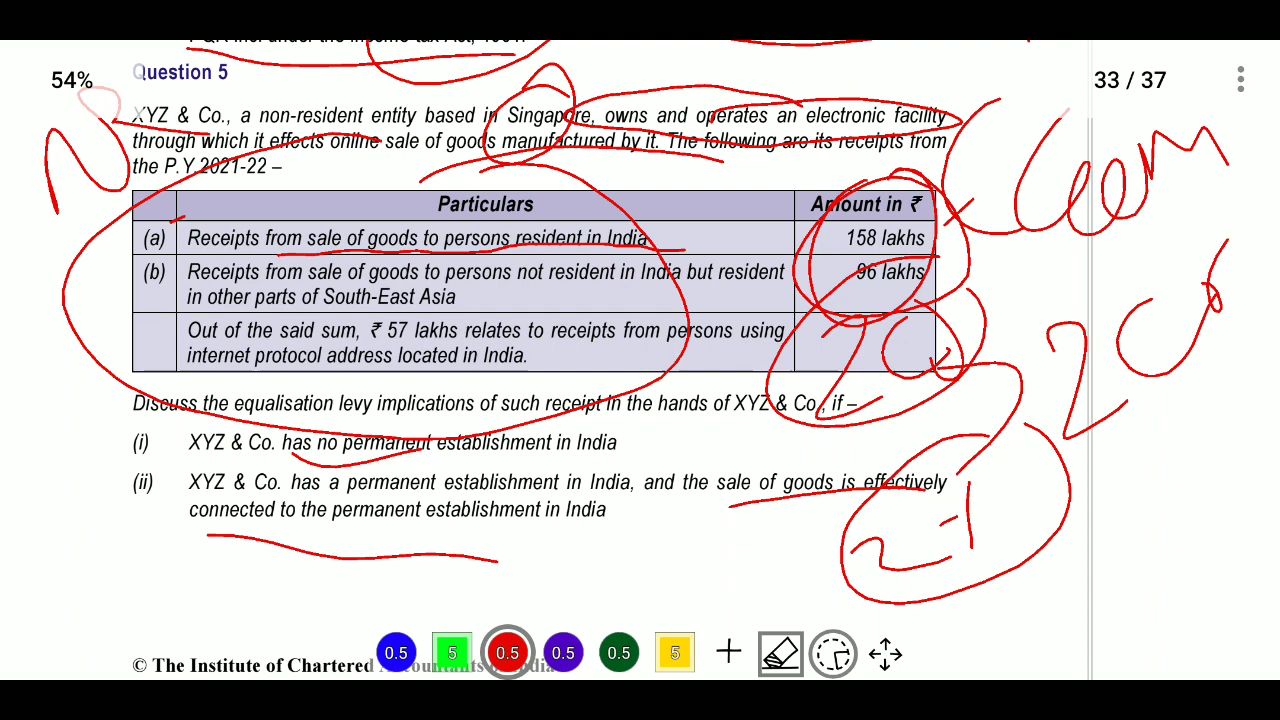 54%
33 / 37
Question 5
XYZ & Co., a non-resident entity based in Singapore, owns and operates an electronic facility
through which it effects online sale of goods manufactured by it. The following are its receipts from
the P.Y.2021-22 –
Particulars Amount in ₹
(a) Receipts from sale of goods to persons resident in India 158 lakhs
(b) Receipts from sale of goods to persons not resident in India but resident 96 lakhs
in other parts of South-East Asia
Out of the said sum, ₹ 57 lakhs relates to receipts from persons using
internet protocol address located in India.
Discuss the equalisation levy implications of such receipt in the hands of XYZ & Co., if –
(i) XYZ & Co. has no permanent establishment in India
(ii) XYZ & Co. has a permanent establishment in India, and the sale of goods is effectively
connected to the permanent establishment in India
0.5 5 0.5 0.5 0.5 5
© The Institute of Chartered